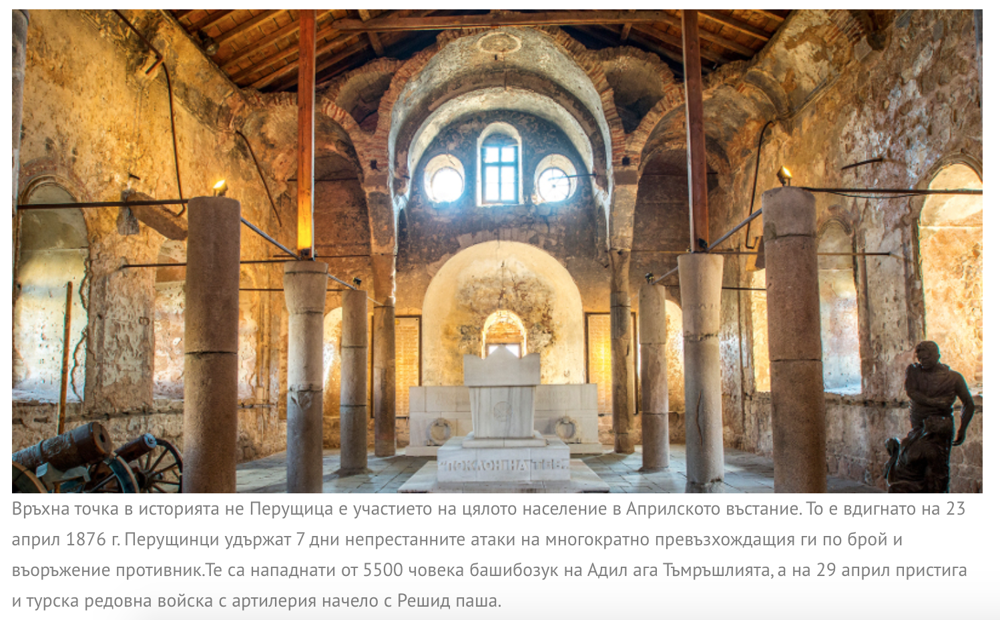 "ПОКЛОН НА ТЕБ.
Връхна точка в историята не Перущица е участието на цялото население в Априлското въстание. То е вдигнато на 23
април 1876 г. Перущинци удържат 7 дни непрестанните атаки на многократно превъзхождащия ги по брой и
въоръжение противник.Те са нападнати от 5500 човека башибозук на Адил ага Тъмръшлията, а на 29 април пристига
и турска редовна войска с артилерия начело с Решид паша.